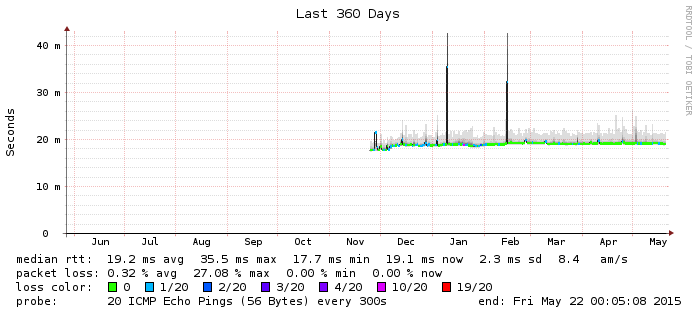 Last 360 Days
RRDTOOL / TOBI OETIKER
Seconds
40 m
30 m
20 m
10 m
0
Jun Jul Aug Sep Oct Nov Dec Jan Feb Mar Apr May
median rtt: 19.2 ms avg 35.5 ms max 17.7 ms min 19.1 ms now 2.3 ms sd 8.4 am/s
packet loss: 0.32 % avg 27.08 % max 0.00 % min 0.00 % now
loss color: 0 1/20 2/20 3/20 4/20 10/20 19/20
probe: 20 ICMP Echo Pings (56 Bytes) every 300s end: Fri May 22 00:05:08 2015